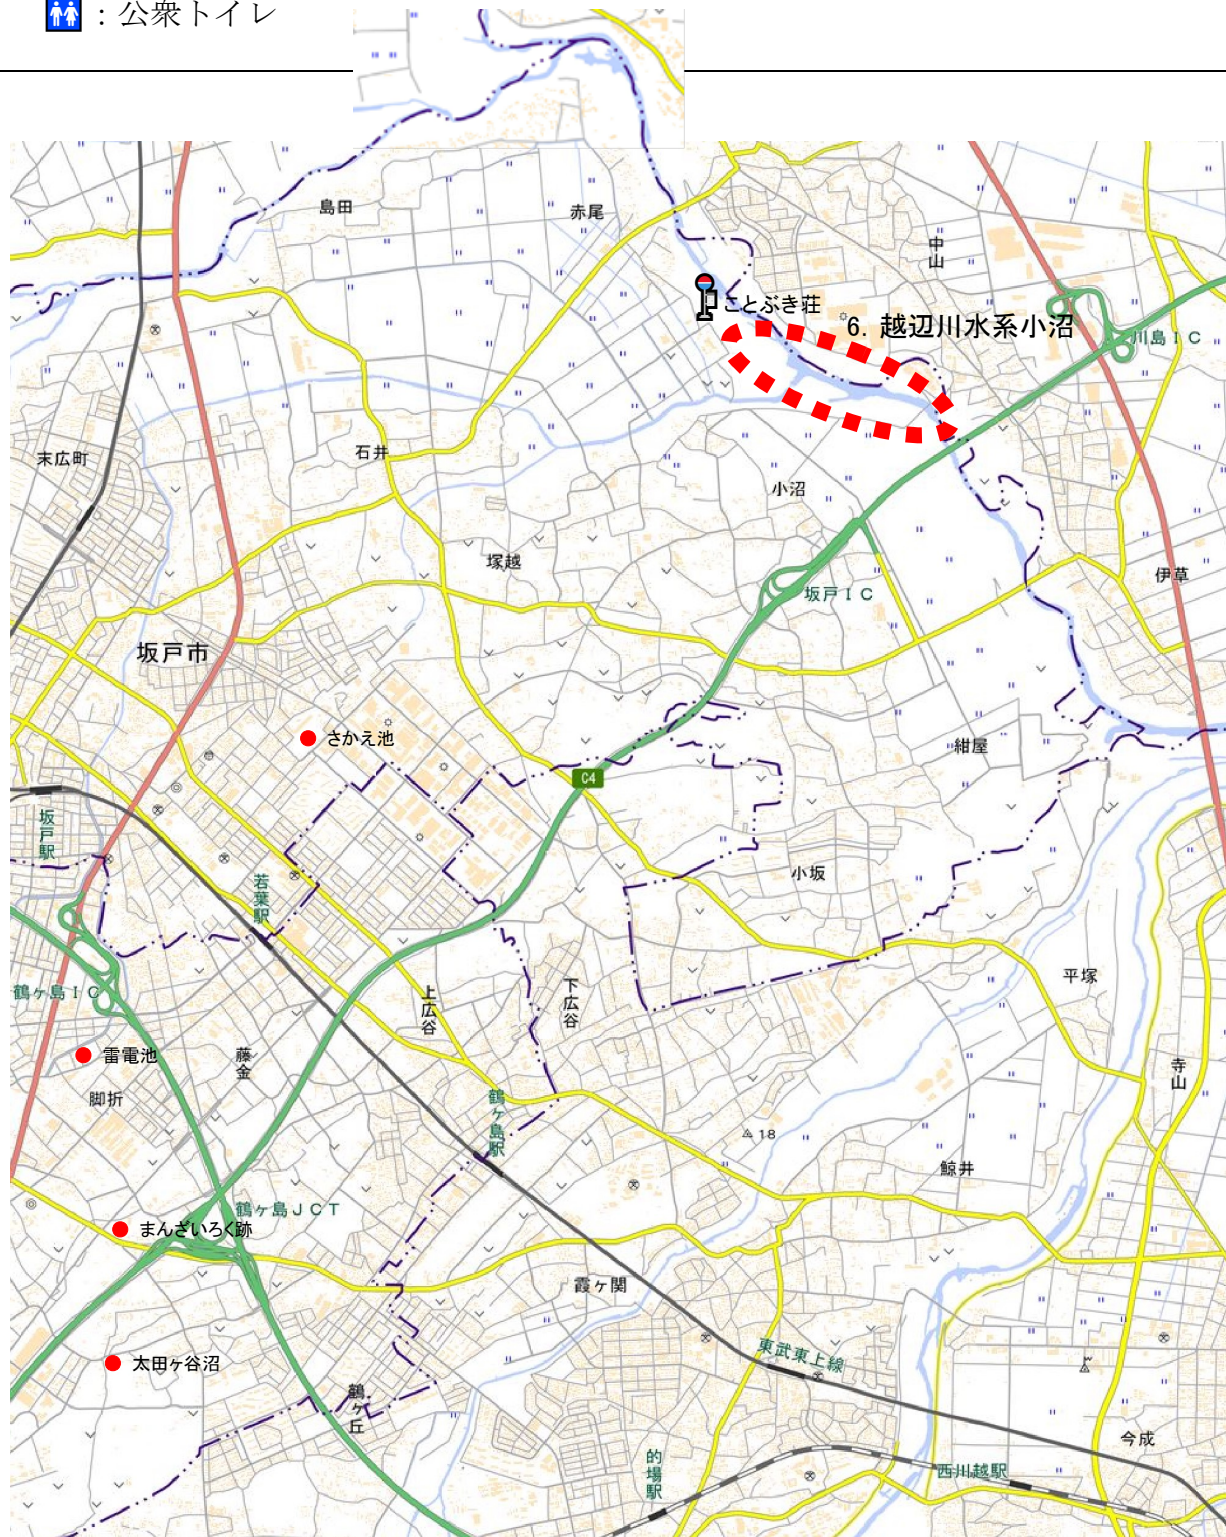 ：公衆トイレ
島田
赤尾
中山
ことぶき荘
6. 越辺川水系小沼
川島ＩＣ
石井
末広町
小沼
塚越
坂戸ＩＣ
伊草
坂戸市
さかえ池
紺屋
C4
坂戸駅
若葉駅
小坂
鶴ヶ島ＩＣ
上広谷
下広谷
平塚
雷電池
藤金
寺山
脚折
鶴ヶ島駅
18
鯨井
鶴ヶ島ＪＣＴ
まんざいろく跡
霞ヶ関
太田ヶ谷沼
東武東上線
鶴ヶ丘
今成
的場駅
西川越駅